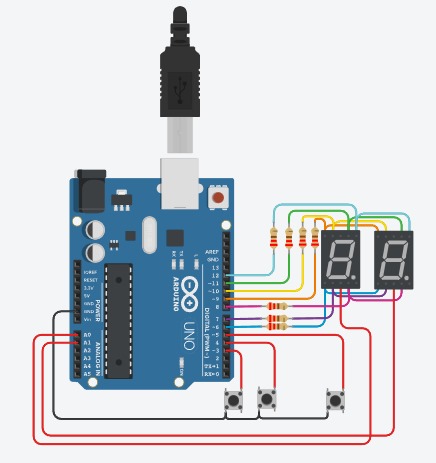 AREF
GND
13
12
~11
~10
~9
8
7
~6
~5
4
~3
2
TX→1
RX←0
DIGITAL (PWM~)
IOREF
RESET
3.3V
5V
GND
GND
Vin
POWER
A0
A1
A2
A3
A4
A5
ANALOG IN
L
ON
UNO
ARDUINO